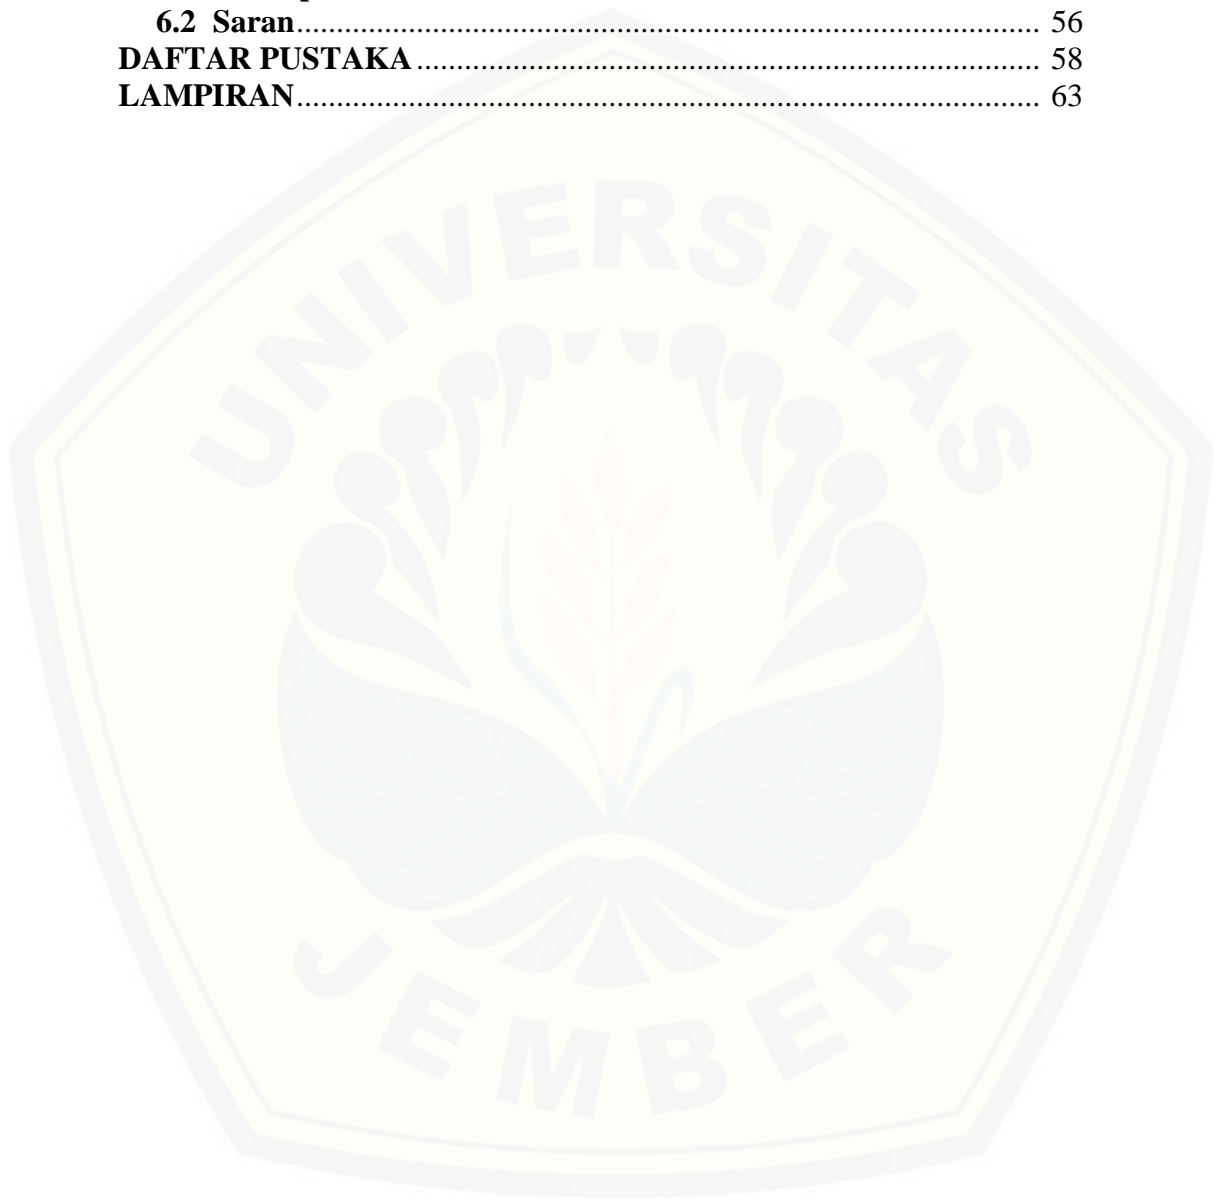 6.2 Saran........................................................................................... 56
DAFTAR PUSTAKA............................................................................ 58
LAMPIRAN........................................................................................... 63
UNIVERSITAS
JEMBER